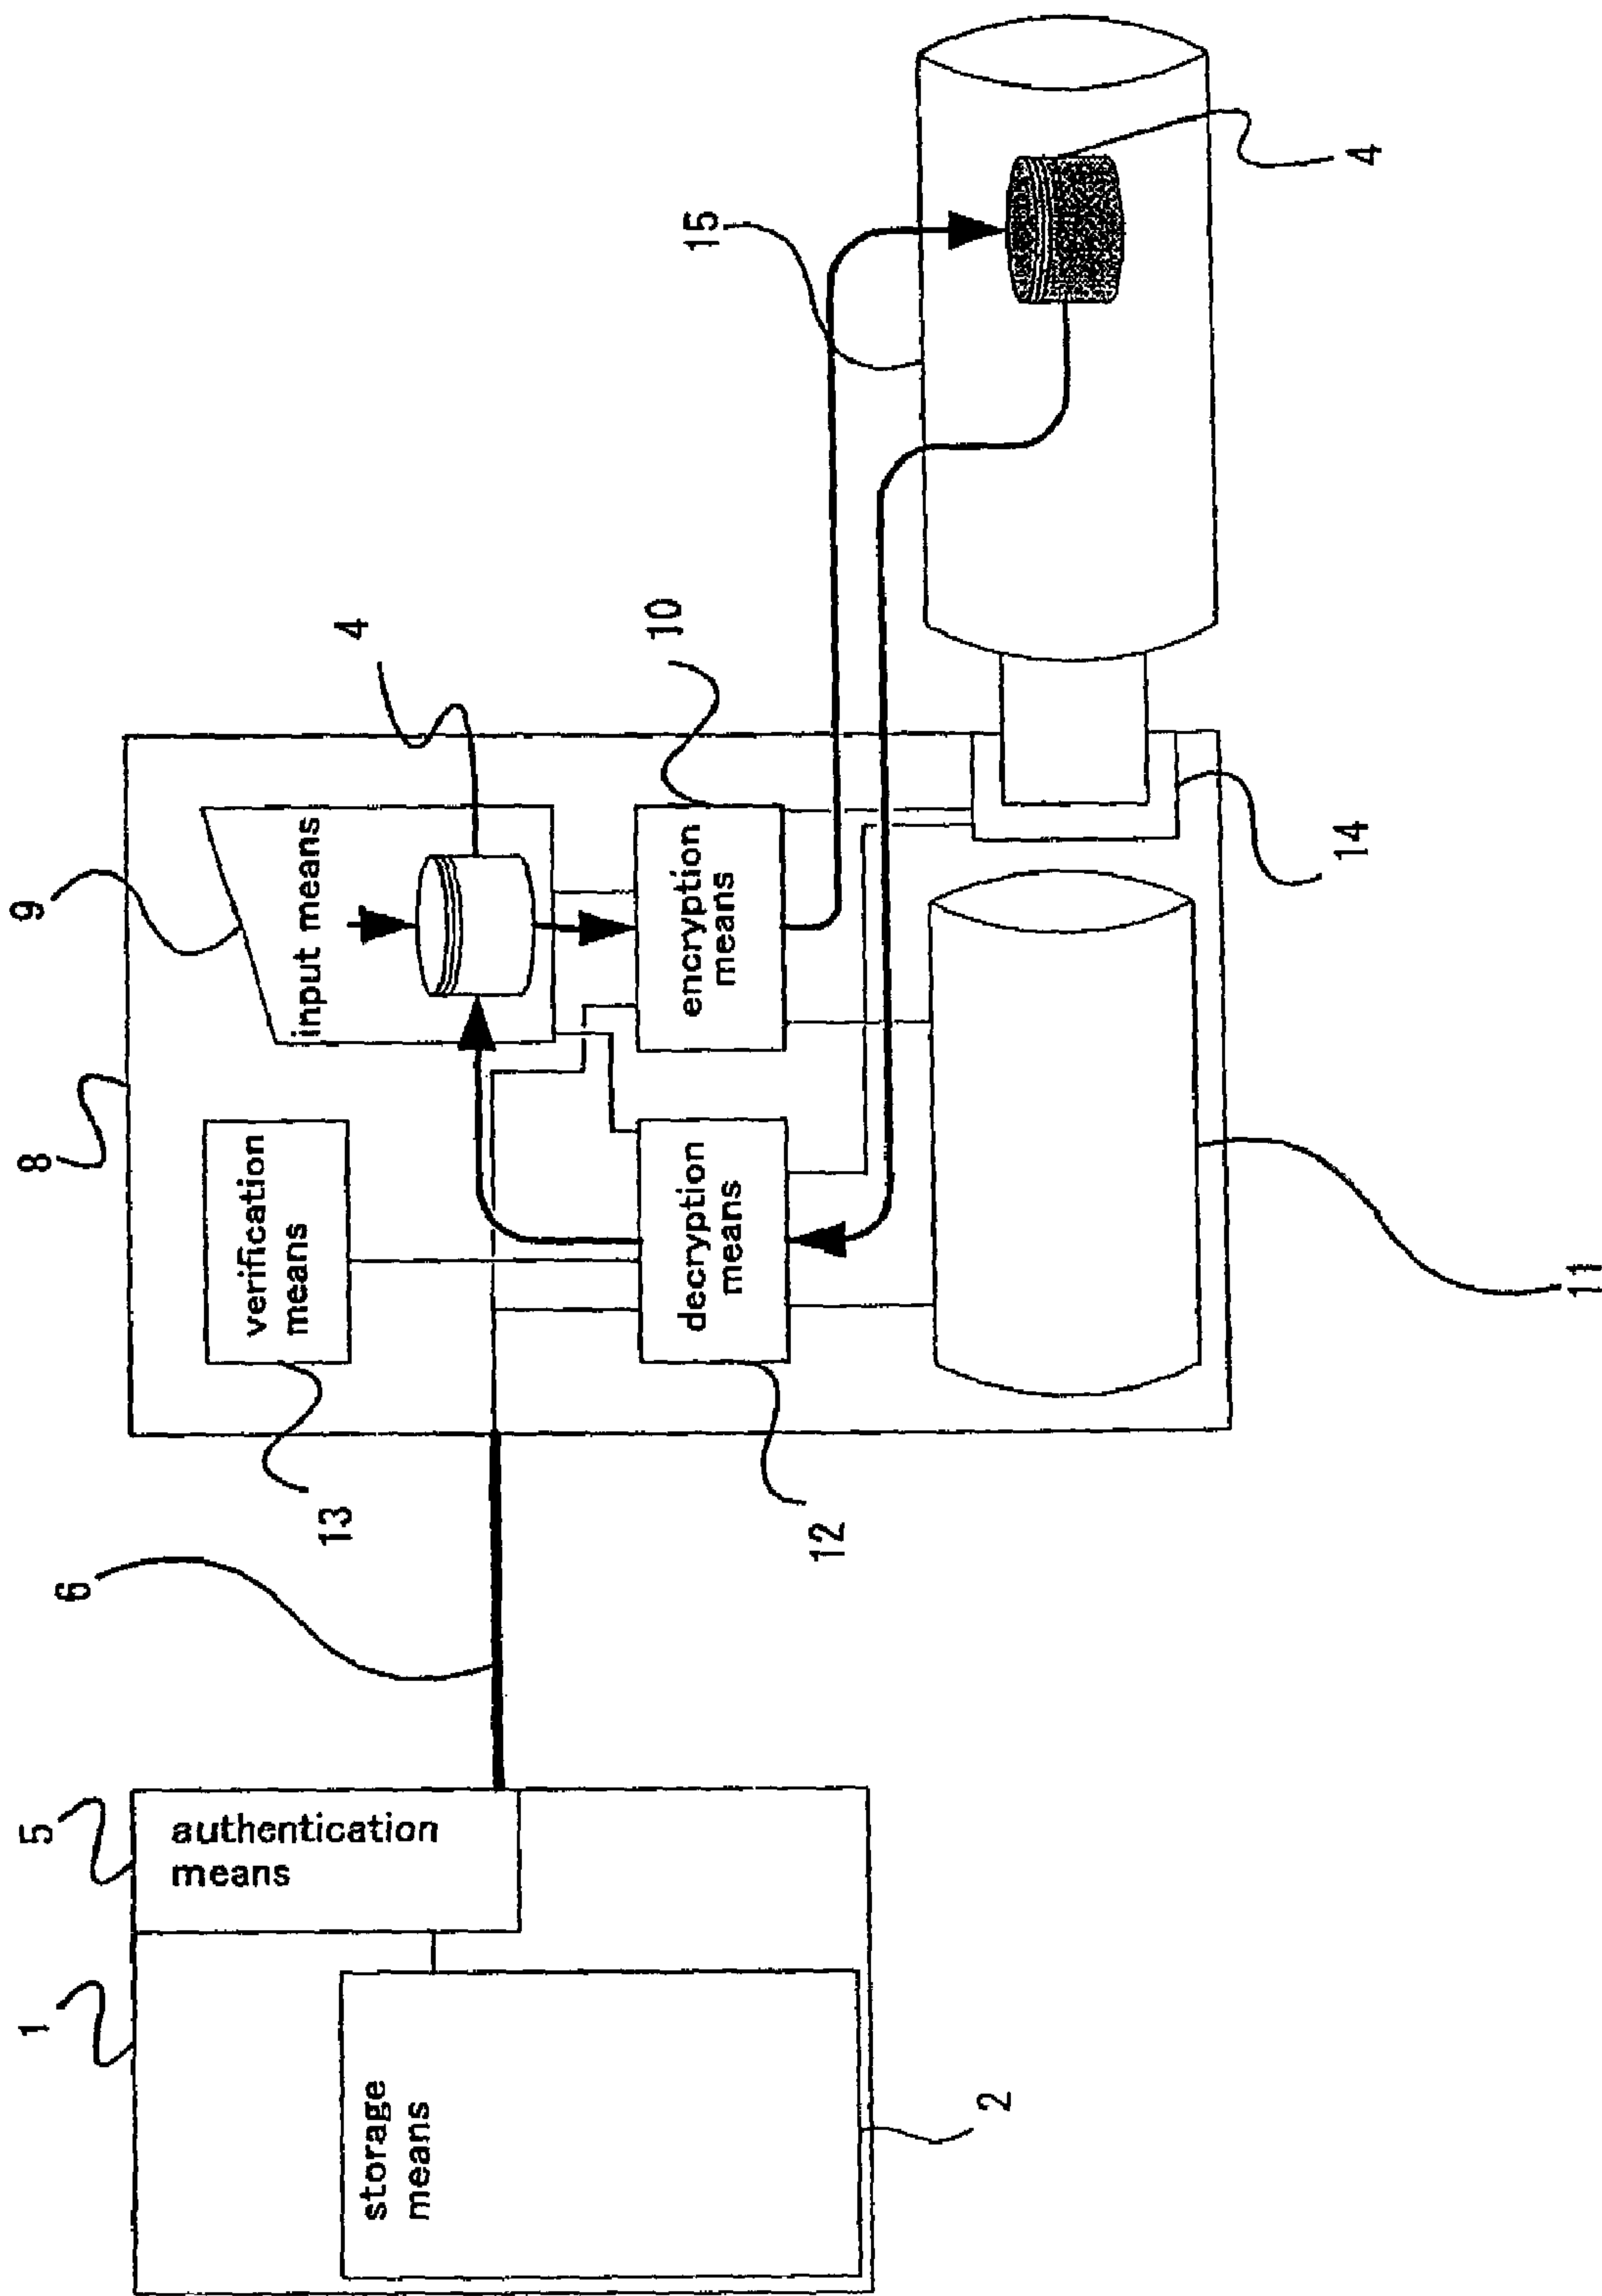 1
5
authentication
means
storage
means
2
6
8
13
verification
means
9
input means
4
12
decryption
means
10
encryption
means
11
14
15
4